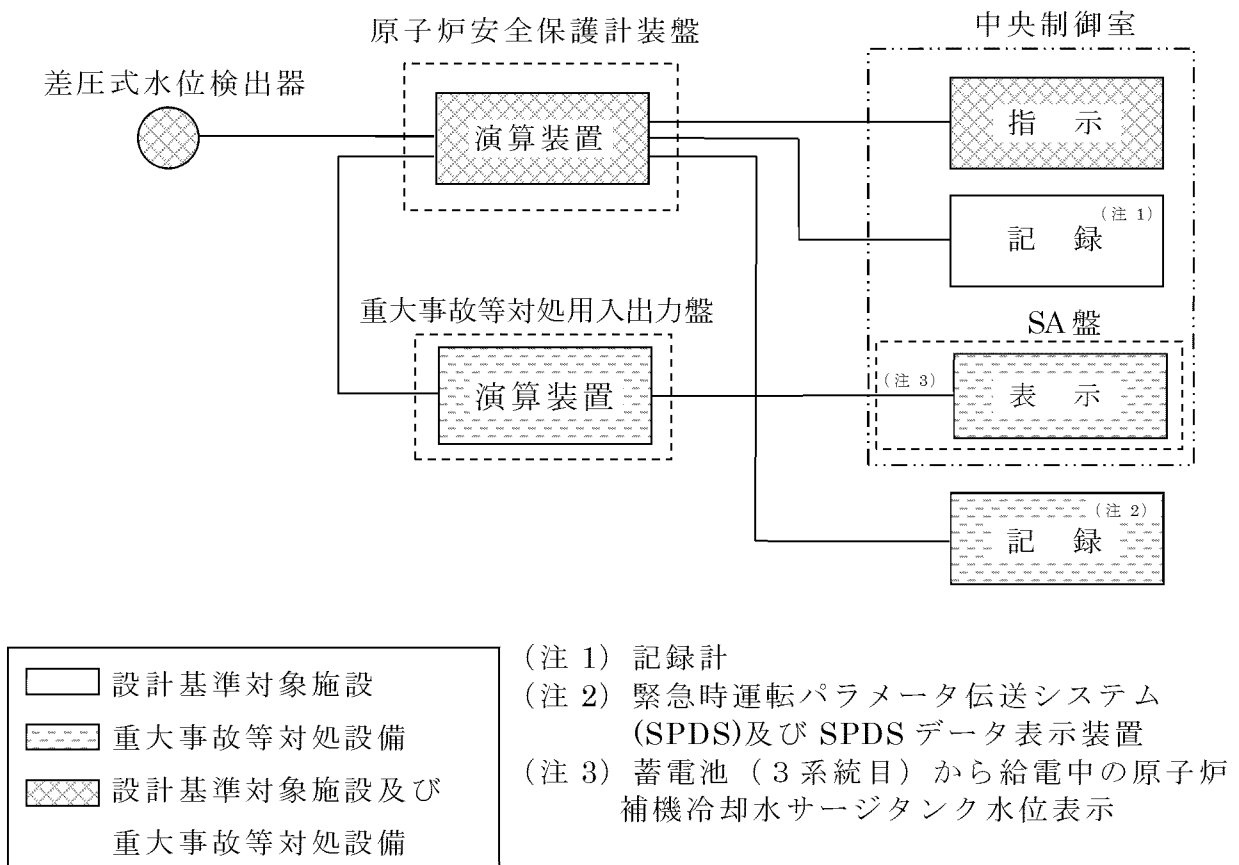 中央制御室
原子炉安全保護計装盤
差圧式水位検出器
演算装置
指 示
記 録 (注 1)
重大事故等対処用入出力盤
SA盤
演算装置
(注 3)
表 示
記 録 (注 2)
設計基準対象施設
重大事故等対処設備
設計基準対象施設及び
重大事故等対処設備
(注 1) 記録計
(注 2) 緊急時運転パラメータ伝送システム
(SPDS)及び SPDS データ表示装置
(注 3) 蓄電池(3系統目)から給電中の原子炉
補機冷却水サージタンク水位表示